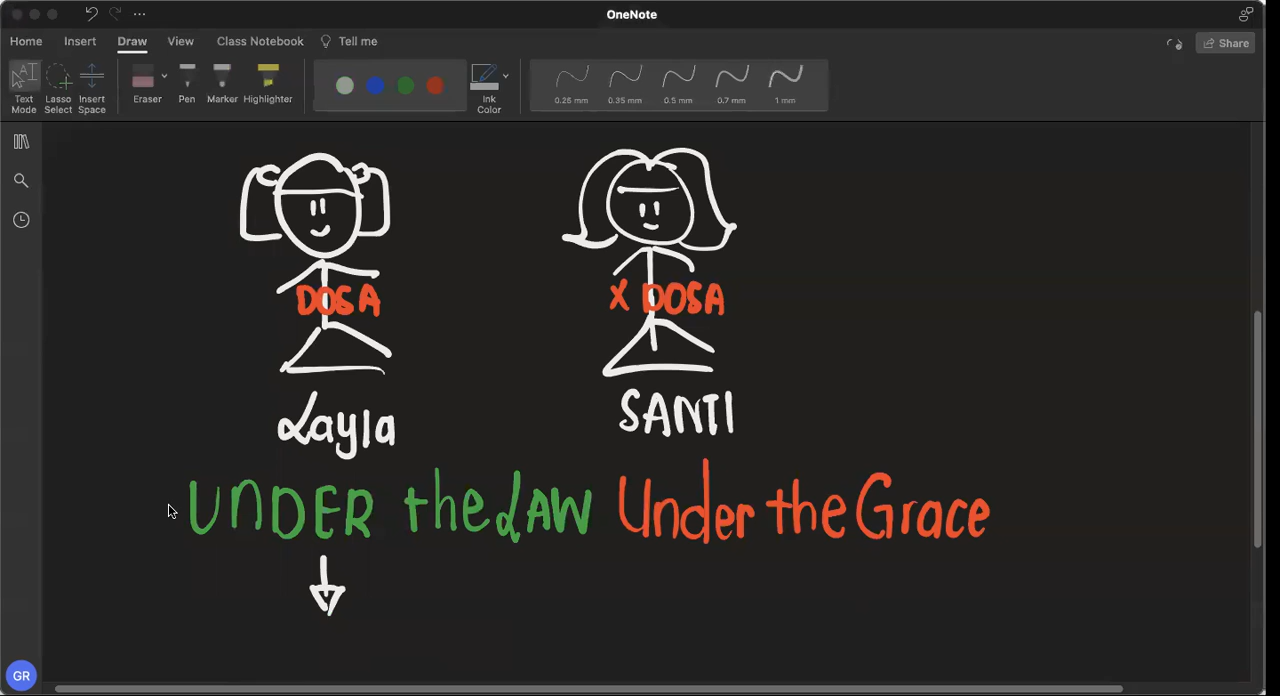 OneNote
Home Insert Draw View Class Notebook Tell me
Share
Text Mode
Lasso Select
Insert Space
Eraser
Pen
Marker
Highlighter
Ink Color
0.25 mm
0.35 mm
0.5 mm
0.7 mm
1 mm
DOSA
X DOSA
Layla
SANTI
UNDER the LAW Under the Grace
GR